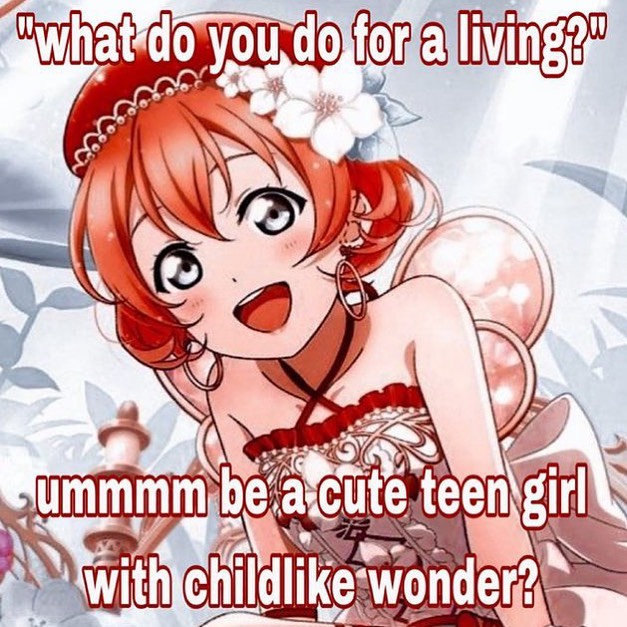 "what do you do for a living?"
ummmm be a cute teen girl
with childlike wonder?